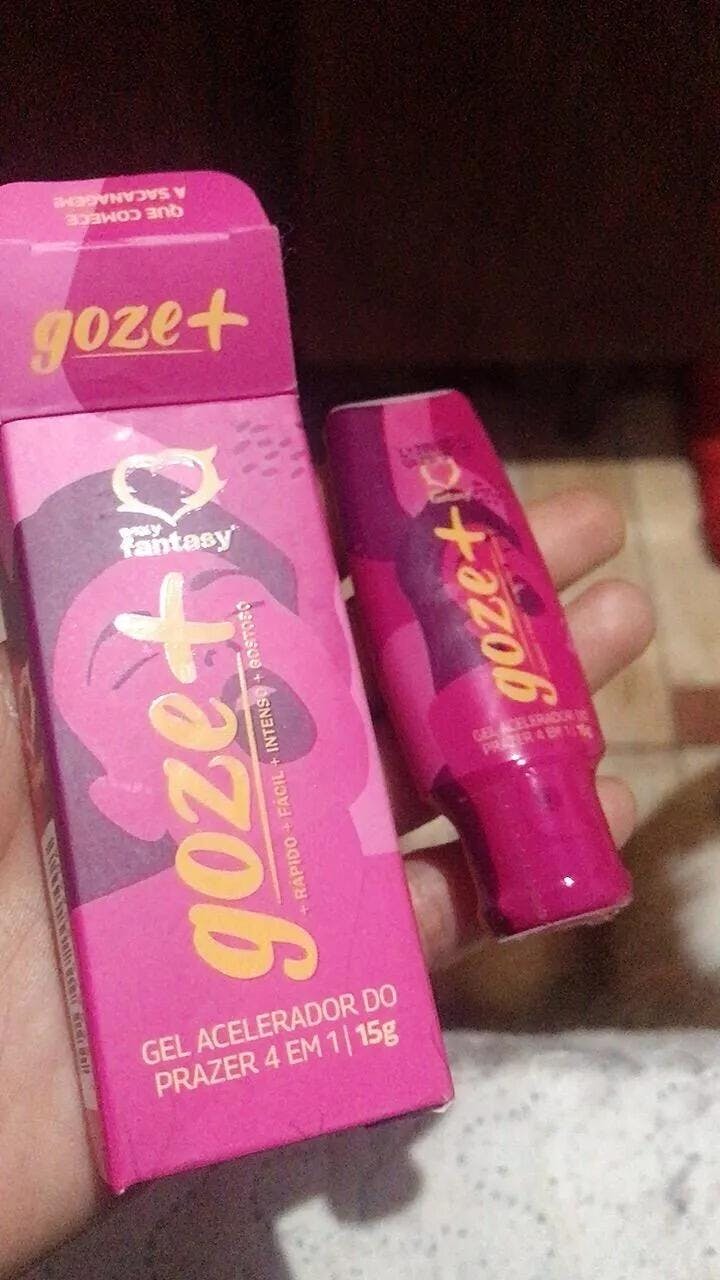 QUE COMECE
A SACANAGEM!
goze+
sexy
fantasy
goze+
+ RÁPIDO + FÁCIL + INTENSO + GOSTOSO
GEL ACELERADOR DO
PRAZER 4 EM 1 | 15g
goze+
GEL ACELERADOR DO
PRAZER 4 EM 1 | 15g